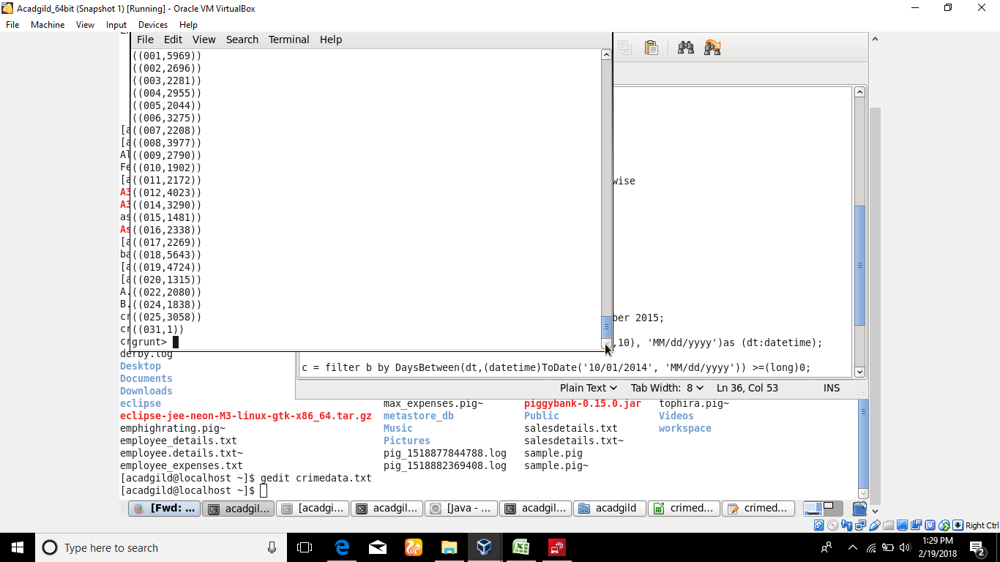 Acadgild_64bit (Snapshot 1) [Running] - Oracle VM VirtualBox
File Machine View Input Devices Help
File Edit View Search Terminal Help
((001,5969))
((002,2696))
((003,2281))
((004,2955))
((005,2044))
((006,3275))
[a ((007,2208))
[a ((008,3977))
Al ((009,2790))
Fe ((010,1902))
[a ((011,2172)) wise
A3 ((012,4023))
A3 ((014,3290))
as ((015,1481))
As ((016,2338))
[a ((017,2269))
ba ((018,5643))
[a ((019,4724))
[a ((020,1315))
A. ((022,2080))
B. ((024,1838))
cr ((025,3058)) ber 2015;
cr ((031,1))
cr grunt> ,10), 'MM/dd/yyyy')as (dt:datetime);
derby.log
Desktop c = filter b by DaysBetween(dt,(datetime)ToDate('10/01/2014', 'MM/dd/yyyy')) >=(long)0;
Documents
Downloads Plain Text Tab Width: 8 Ln 36, Col 53 INS
eclipse max_expenses.pig~ piggybank-0.15.0.jar tophira.pig~
eclipse-jee-neon-M3-linux-gtk-x86_64.tar.gz metastore_db Public Videos
emphighrating.pig~ Music salesdetails.txt workspace
employee_details.txt Pictures salesdetails.txt~
employee.details.txt~ pig_1518877844788.log sample.pig
employee_expenses.txt pig_1518882369408.log sample.pig~
[acadgild@localhost ~]$ gedit crimedata.txt
[acadgild@localhost ~]$
[Fwd: ... acadgil... [acadgi... acadgil... [Java - ... acadgil... acadgild crimed... crimed...
Right Ctrl
Type here to search
1:29 PM
2/19/2018
2